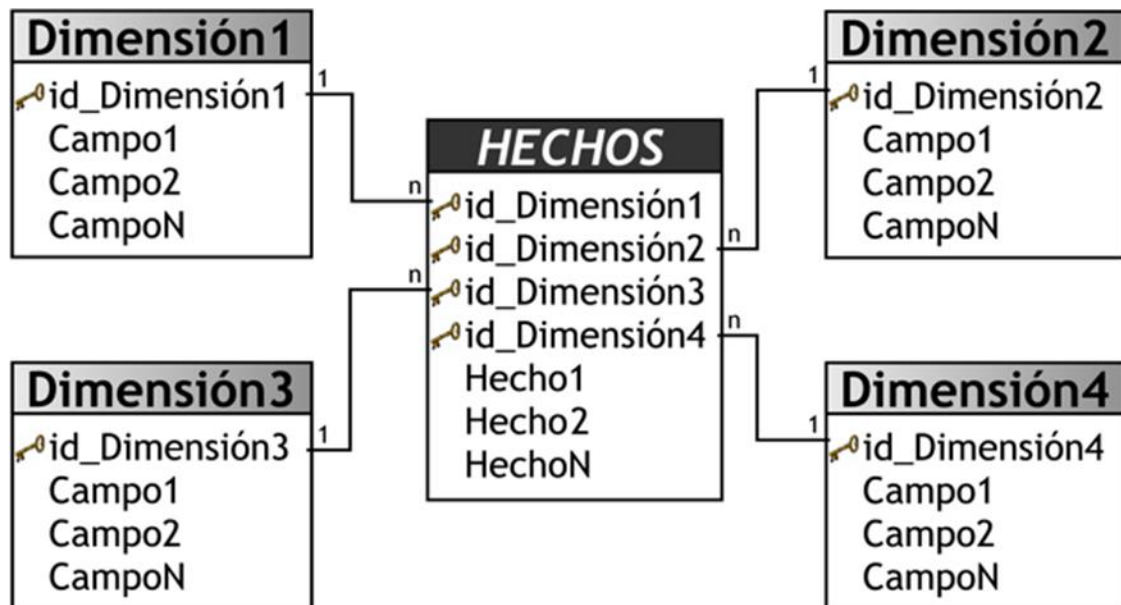 Dimensión1
id_Dimensión1
Campo1
Campo2
CampoN
1
n
HECHOS
id_Dimensión1
id_Dimensión2
id_Dimensión3
id_Dimensión4
Hecho1
Hecho2
HechoN
n
1
Dimensión2
id_Dimensión2
Campo1
Campo2
CampoN
Dimensión3
id_Dimensión3
Campo1
Campo2
CampoN
1
n
n
1
Dimensión4
id_Dimensión4
Campo1
Campo2
CampoN